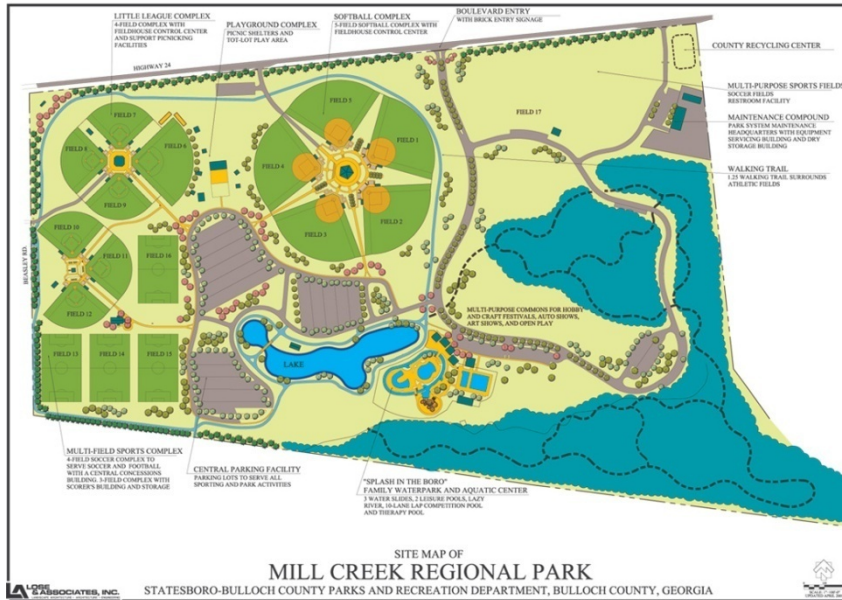 LITTLE LEAGUE COMPLEX
4-FIELD COMPLEX WITH
FIELDHOUSE CONTROL CENTER
AND SUPPORT PICNICKING
FACILITIES
PLAYGROUND COMPLEX
PICNIC SHELTERS AND
TOT-LOT PLAY AREA
SOFTBALL COMPLEX
5-FIELD SOFTBALL COMPLEX WITH
FIELDHOUSE CONTROL CENTER
BOULEVARD ENTRY
WITH BRICK ENTRY SIGNAGE
COUNTY RECYCLING CENTER
HIGHWAY 24
MULTI-PURPOSE SPORTS FIELDS
SOCCER FIELDS
RESTROOM FACILITY
MAINTENANCE COMPOUND
PARK SYSTEM MAINTENANCE
HEADQUARTERS WITH EQUIPMENT
SERVICING BUILDING AND DRY
STORAGE BUILDING
WALKING TRAIL
1.25 WALKING TRAIL SURROUNDS
ATHLETIC FIELDS
FIELD 7
FIELD 8
FIELD 6
FIELD 9
FIELD 5
FIELD 1
FIELD 4
FIELD 2
FIELD 3
FIELD 17
FIELD 10
FIELD 11
FIELD 16
FIELD 12
BEASLEY RD.
FIELD 13
FIELD 14
FIELD 15
LAKE
MULTI-PURPOSE COMMONS FOR HOBBY
AND CRAFT FESTIVALS, AUTO SHOWS,
ART SHOWS, AND OPEN PLAY
MULTI-FIELD SPORTS COMPLEX
4-FIELD SOCCER COMPLEX TO
SERVE SOCCER AND FOOTBALL
WITH A CENTRAL CONCESSIONS
BUILDING. 3-FIELD COMPLEX WITH
SCORER'S BUILDING AND STORAGE
CENTRAL PARKING FACILITY
PARKING LOTS TO SERVE ALL
SPORTING AND PARK ACTIVITIES
"SPLASH IN THE BORO"
FAMILY WATERPARK AND AQUATIC CENTER
3 WATER SLIDES, 2 LEISURE POOLS, LAZY
RIVER, 10-LANE LAP COMPETITION POOL
AND THERAPY POOL
SITE MAP OF
MILL CREEK REGIONAL PARK
STATESBORO-BULLOCH COUNTY PARKS AND RECREATION DEPARTMENT, BULLOCH COUNTY, GEORGIA
LA LOSE
& ASSOCIATES, INC.